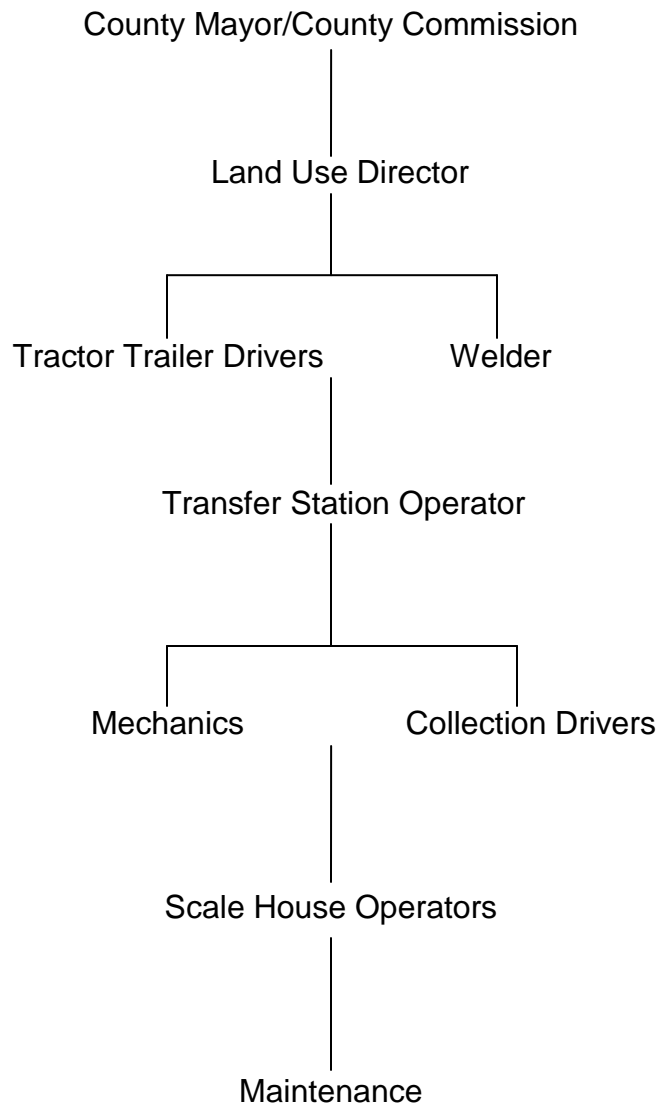 County Mayor/County Commission
Land Use Director
Tractor Trailer Drivers Welder
Transfer Station Operator
Mechanics Collection Drivers
Scale House Operators
Maintenance